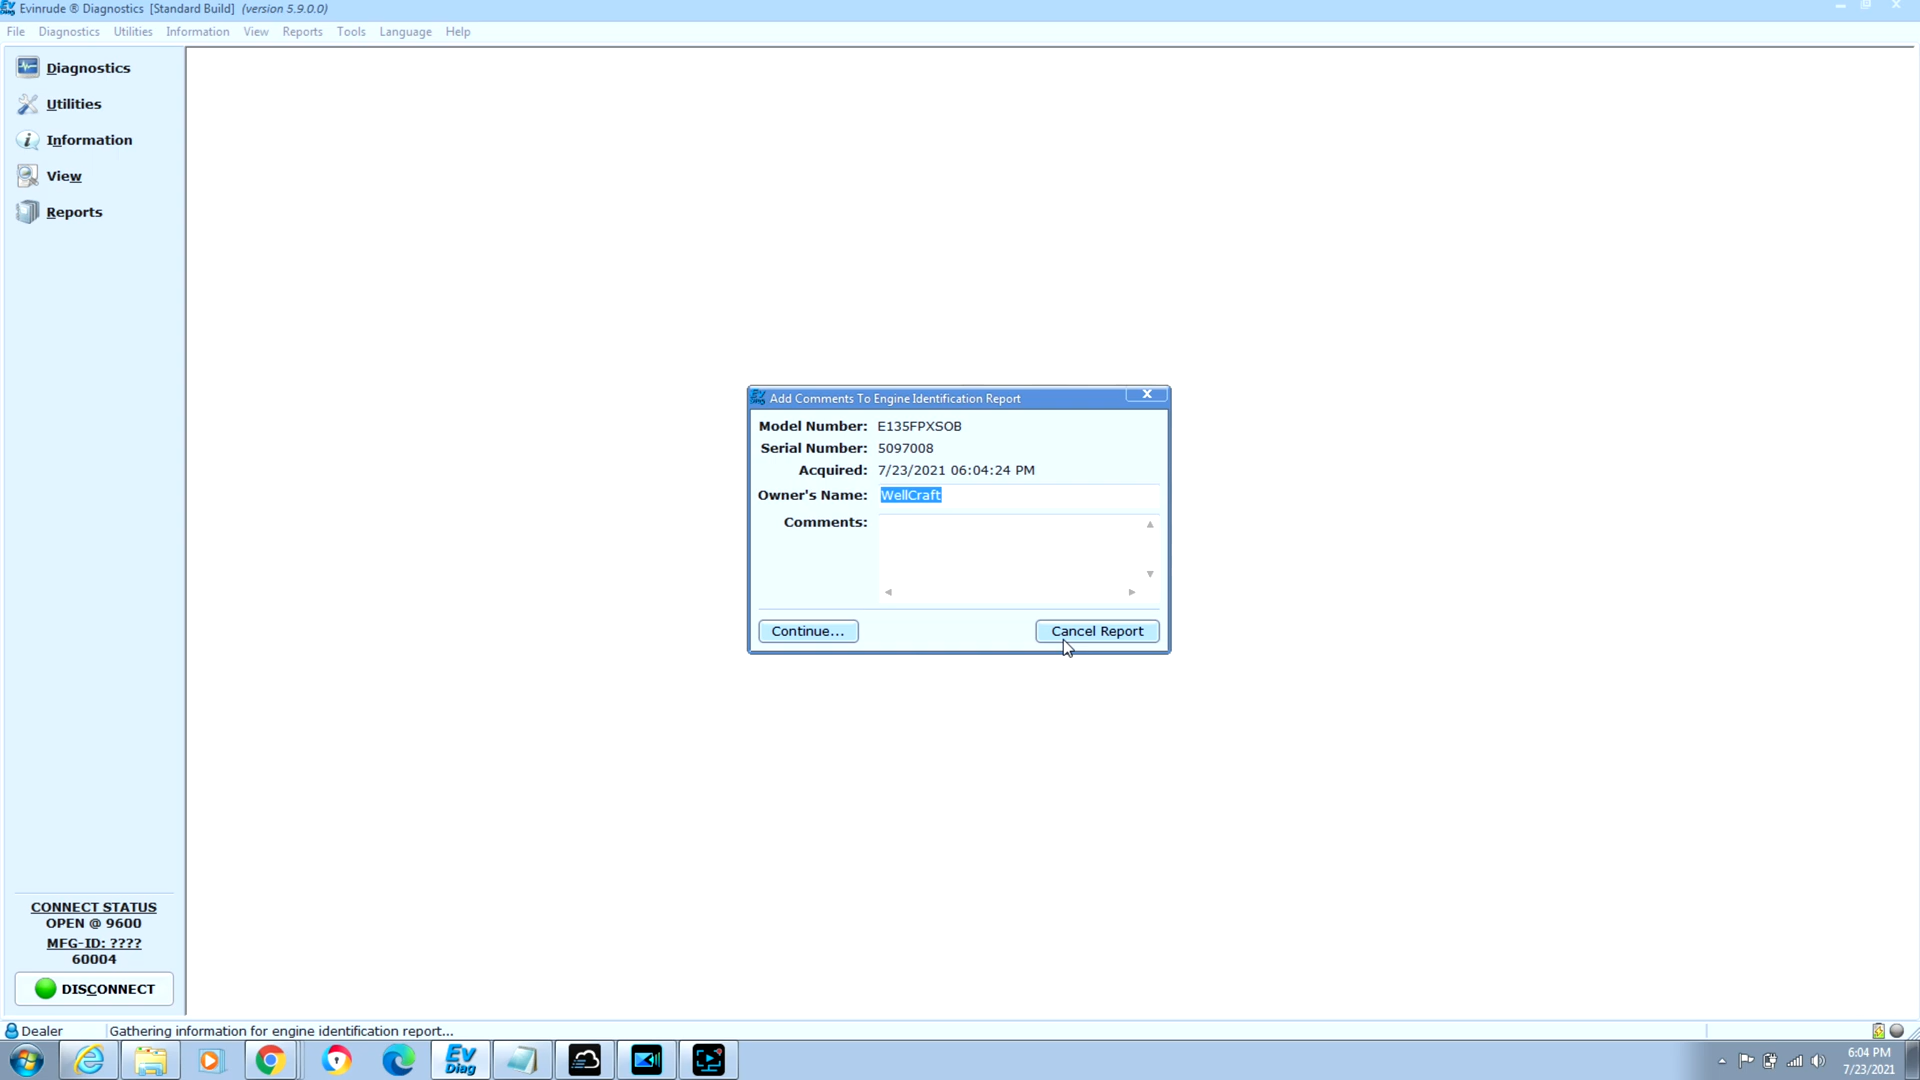 Evinrude ® Diagnostics [Standard Build] (version 5.9.0.0)
File Diagnostics Utilities Information View Reports Tools Language Help
Diagnostics
Utilities
Information
View
Reports
Add Comments To Engine Identification Report
Model Number: E135FPXSOB
Serial Number: 5097008
Acquired: 7/23/2021 06:04:24 PM
Owner's Name: WellCraft
Comments:
Continue... Cancel Report
CONNECT STATUS
OPEN @ 9600
MFG-ID: ????
60004
DISCONNECT
Dealer Gathering information for engine identification report...
EV Diag
6:04 PM
7/23/2021